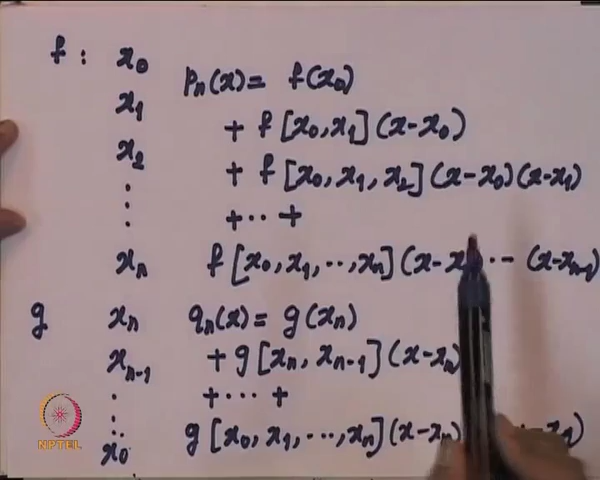 f : x₀ pₙ(x) = f(x₀)
x₁ + f[x₀, x₁](x-x₀)
x₂ + f[x₀, x₁, x₂](x-x₀)(x-x₁)
⋮ + ·· +
xₙ f[x₀, x₁, ··, xₙ](x-x ·· - (x-xₙ₋₁)
g xₙ qₙ(x) = g(xₙ)
xₙ₋₁ + g[xₙ, xₙ₋₁](x-xₙ)
⋮ + ··· +
x₀ g[x₀, x₁, ···, xₙ](x-xₙ) -x₁)
NPTEL